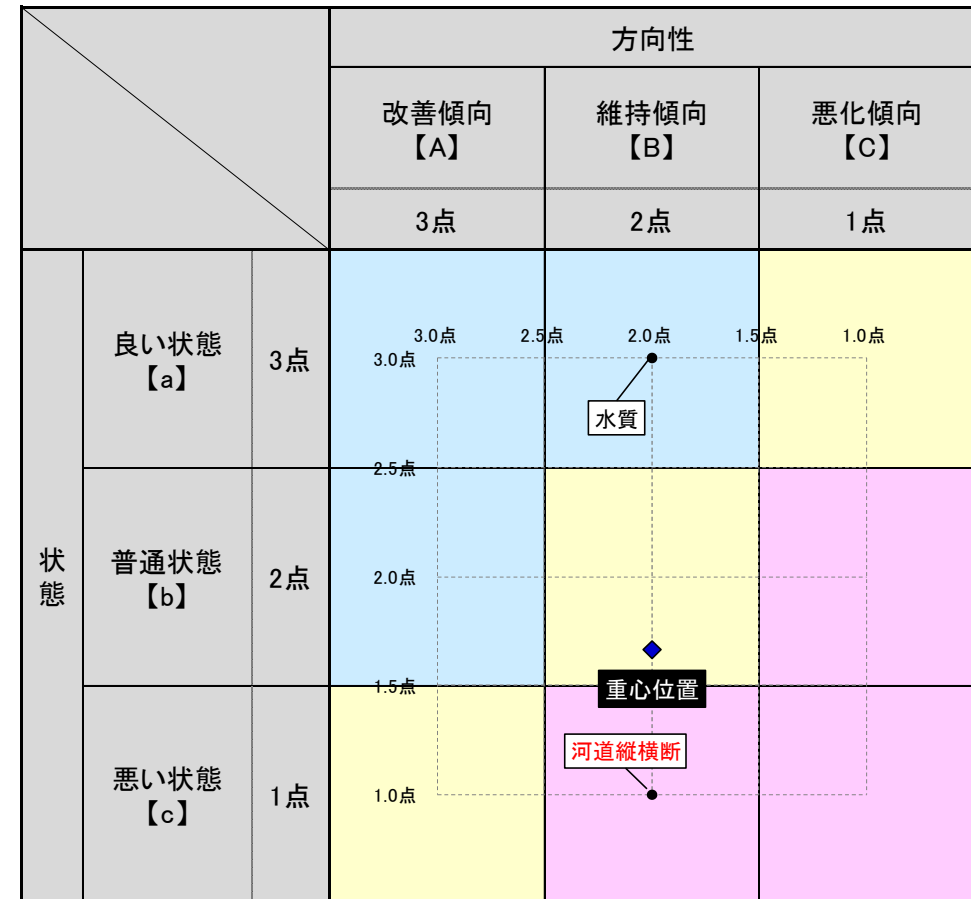 方向性
改善傾向
【A】
維持傾向
【B】
悪化傾向
【C】
3点
2点
1点
状態
良い状態
【a】
3点
3.0点
2.5点
2.0点
1.5点
1.0点
3.0点
水質
2.5点
普通状態
【b】
2点
2.0点
1.5点
重心位置
悪い状態
【c】
1点
河道縦横断
1.0点